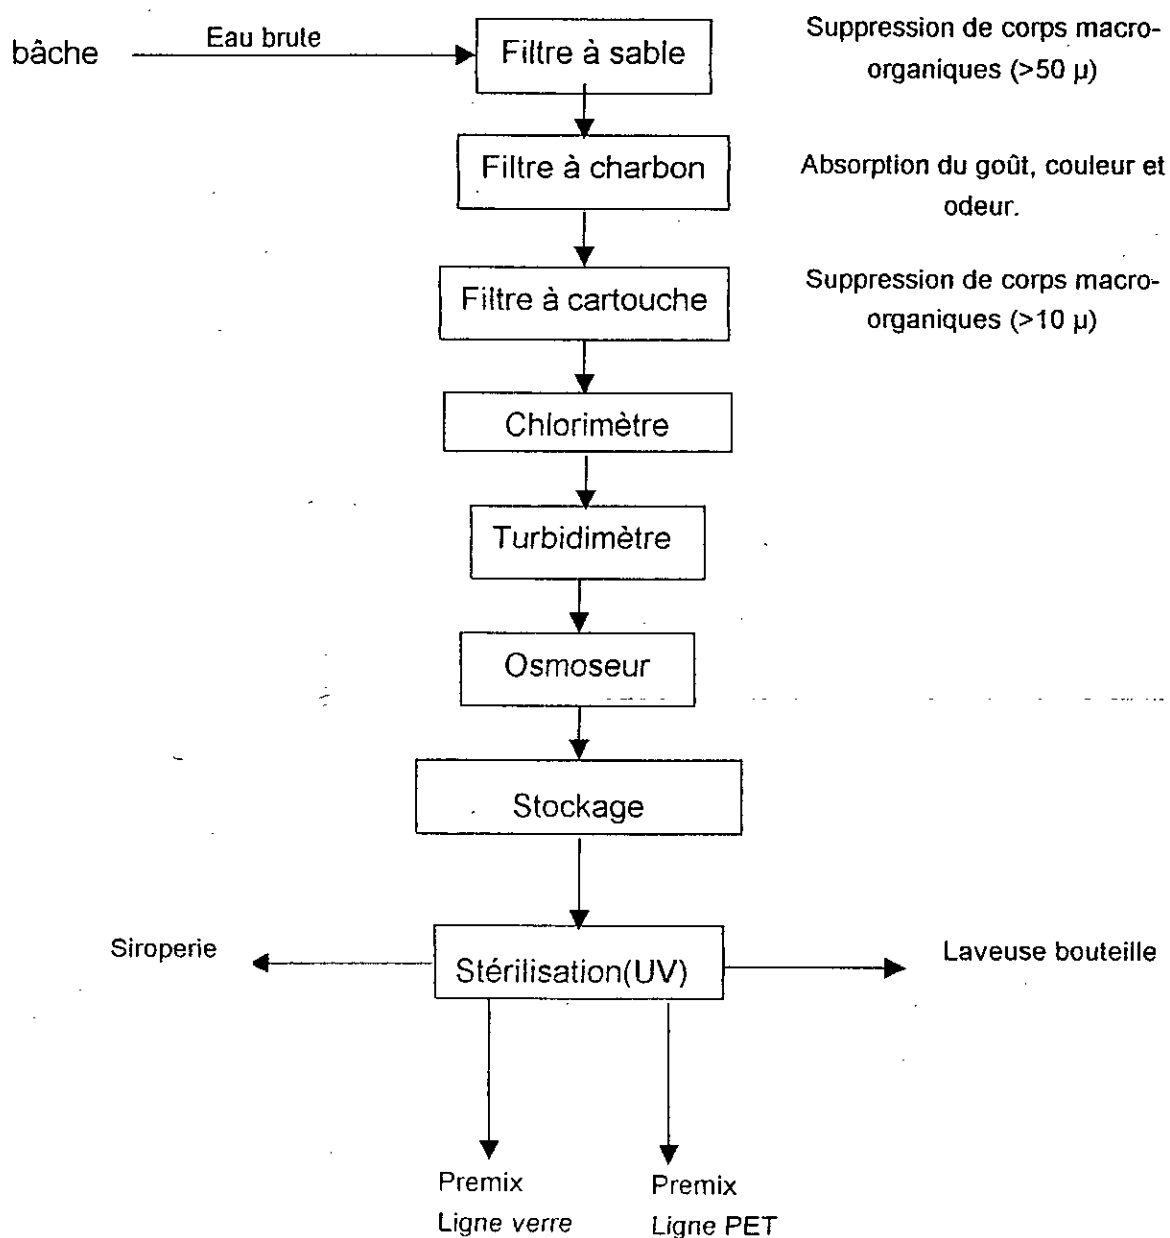 bâche
Eau brute
Filtre à sable
Suppression de corps macro-
organiques (>50 µ)
Filtre à charbon
Absorption du goût, couleur et
odeur.
Filtre à cartouche
Suppression de corps macro-
organiques (>10 µ)
Chlorimètre
Turbidimètre
Osmoseur
Stockage
Siroperie
Stérilisation(UV)
Laveuse bouteille
Premix
Ligne verre
Premix
Ligne PET